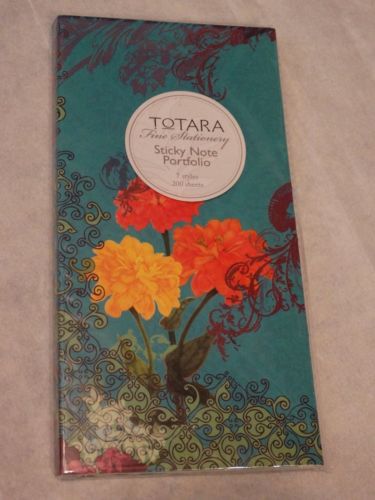 TOTARA
Fine Stationery
Sticky Note
Portfolio
7 styles
200 sheets